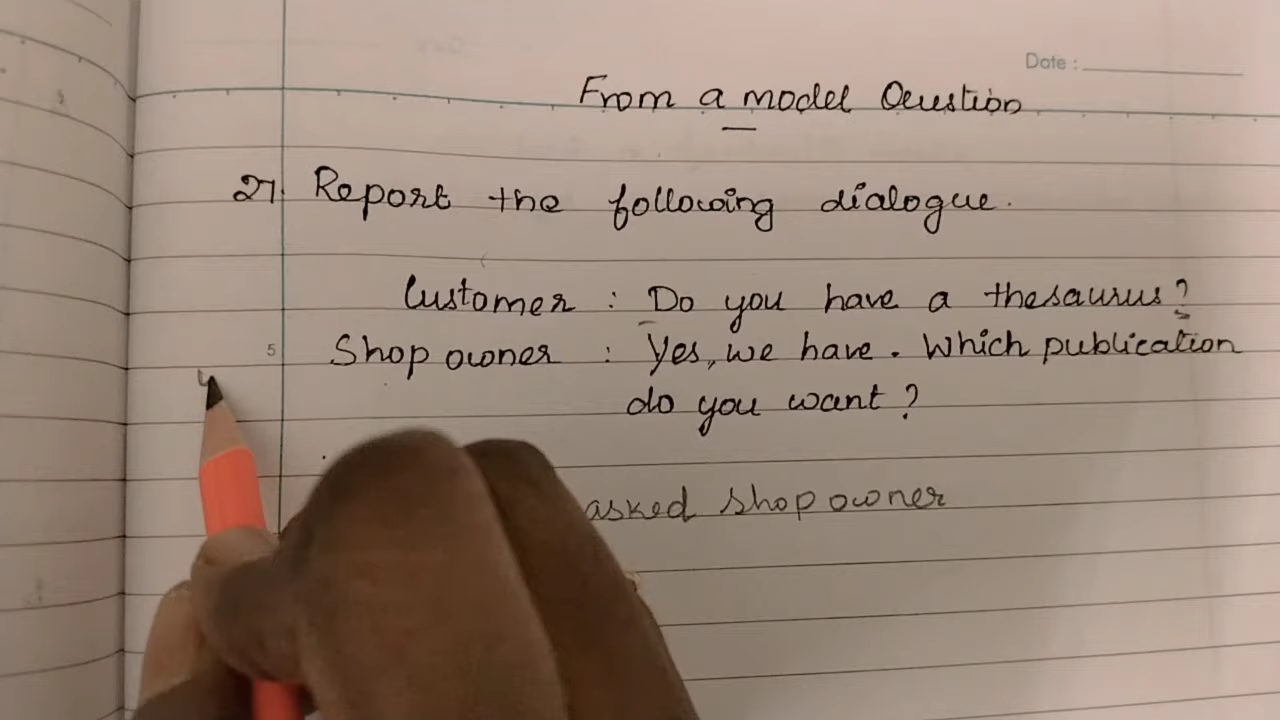 Date :
From a model Question
27. Report the following dialogue.
Customer : Do you have a thesaurus?
5
Shop owner : Yes, we have. Which publication
do you want?
asked shop owner